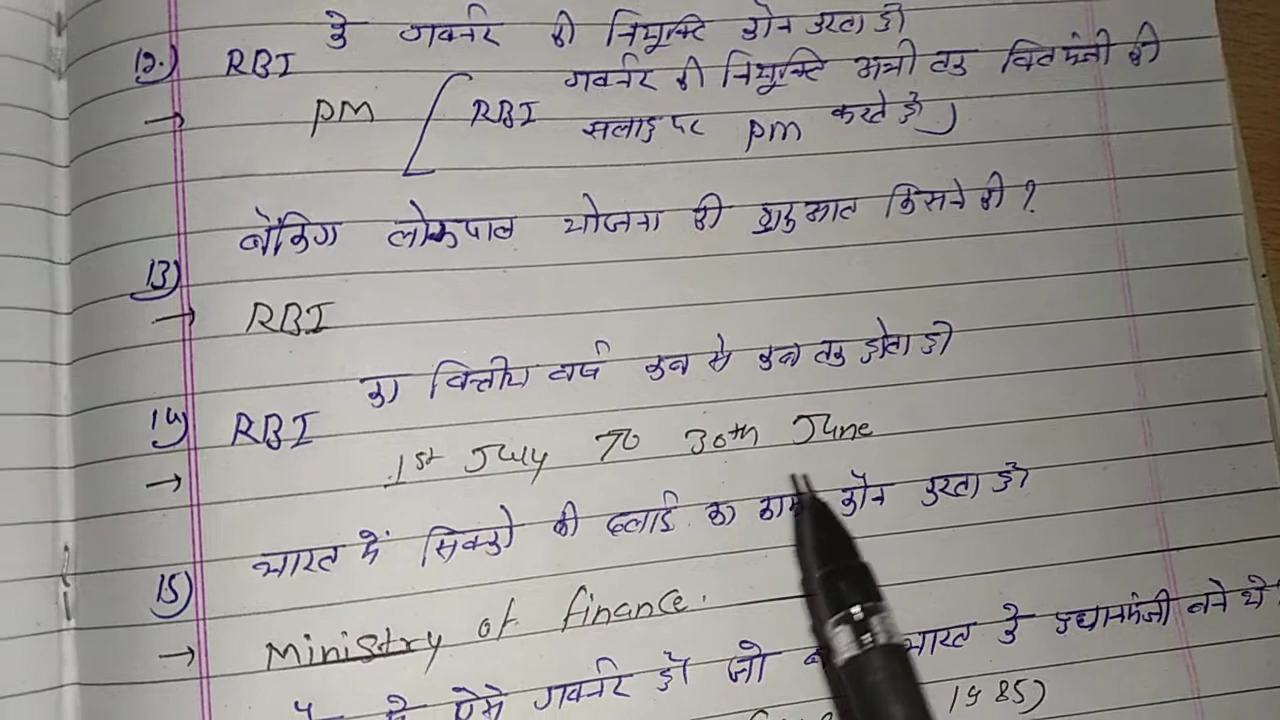 12.) RBI के गवर्नर की नियुक्ति कौन करता है
→ PM [ RBI गवर्नर की नियुक्ति वित्तमंत्री की
सलाह पर PM करते है)
13) बैंकिग लोकपाल योजना की शुरुआत किसने की ?
→ RBI
14) RBI का वित्तीय वर्ष कब से कब तक होता है
→ 1st July To 30th June
15) भारत में सिक्को की ढलाई का काम कौन करता है
→ Ministry of finance.
ऐसे गवर्नर है जो भारत के प्रधानमंत्री बने थे
1985)